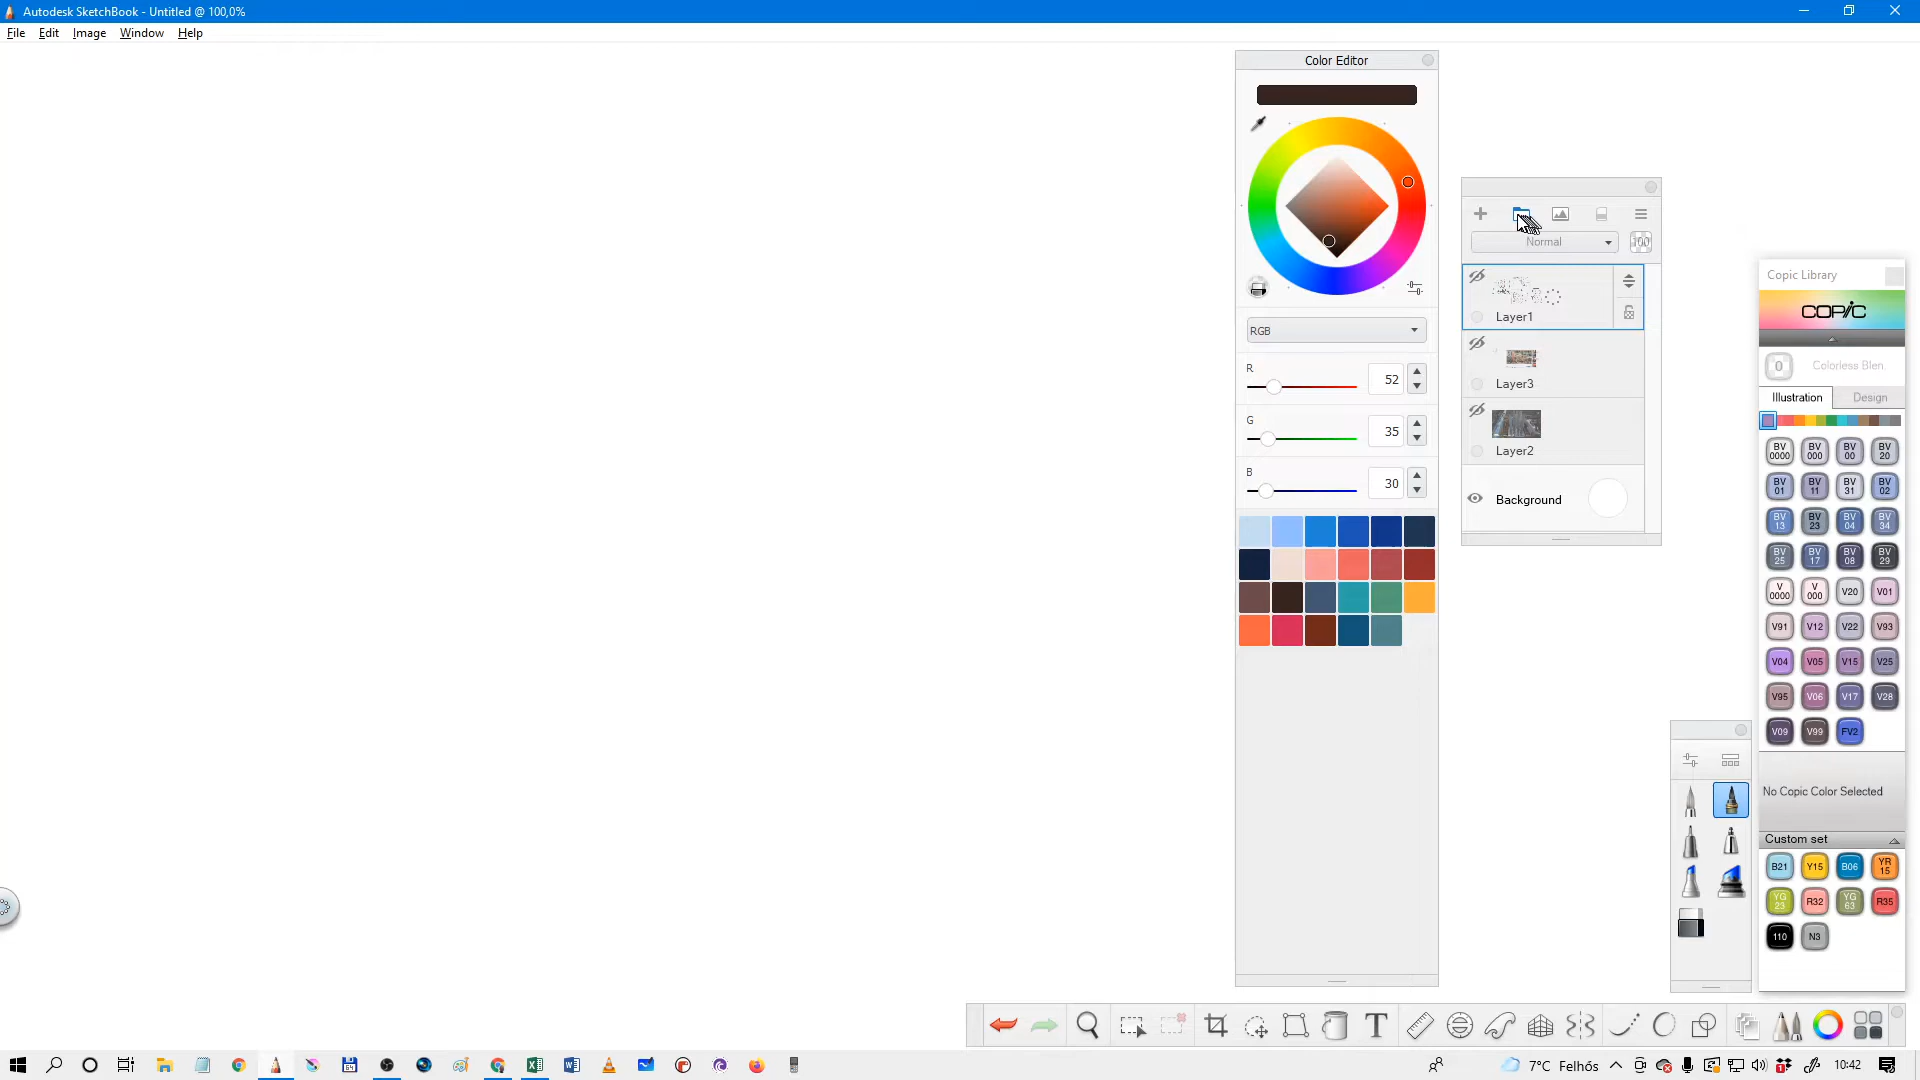 Autodesk SketchBook - Untitled @ 100,0%
File Edit Image Window Help
Color Editor
RGB
R 52
G 35
B 30
Normal 100
Layer1
Layer3
Layer2
Background
Copic Library
COPIC
0 Colorless Blen
Illustration Design
BV 0000 BV 000 BV 00 BV 20
BV 01 BV 11 BV 31 BV 02
BV 13 BV 23 BV 04 BV 34
BV 25 BV 17 BV 08 BV 29
V 0000 V 000 V20 V01
V91 V12 V22 V93
V04 V05 V15 V25
V95 V06 V17 V28
V09 V99 FV2
No Copic Color Selected
Custom set
B21 Y15 B06 YR 15
YG 23 R32 YG 63 R35
110 N3
T
64
7°C Felhős
10:42